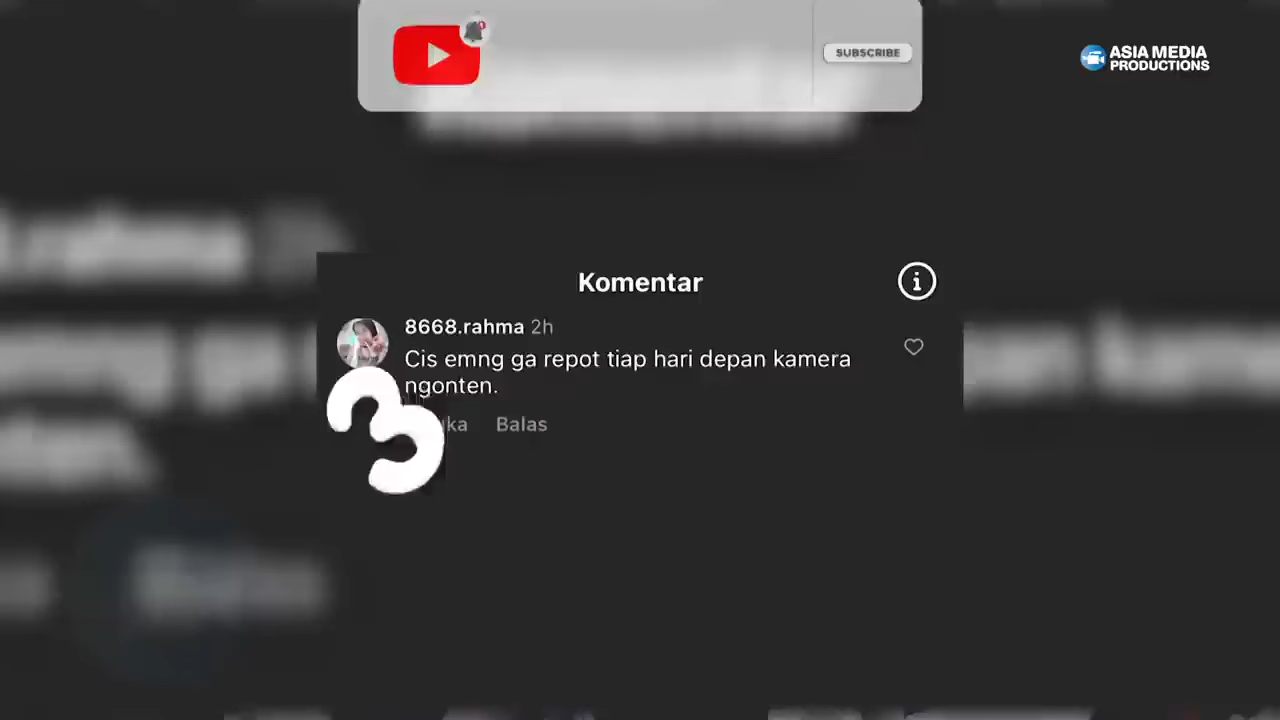 SUBSCRIBE
ASIA MEDIA
PRODUCTIONS
Komentar
8668.rahma 2h
Cis emng ga repot tiap hari depan kamera
ngonten.
Balas
3